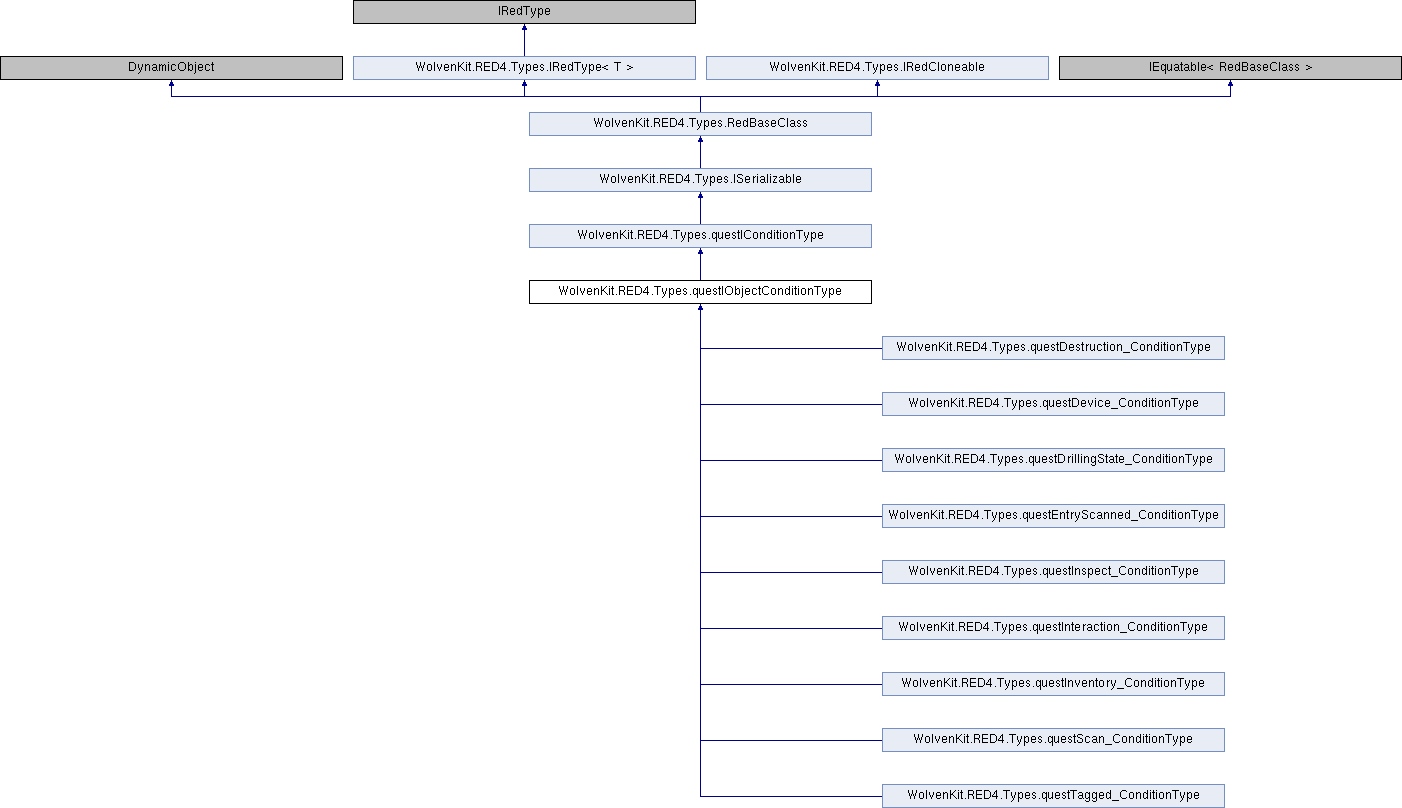 IRedType
DynamicObject
WolvenKit.RED4.Types.IRedType< T >
WolvenKit.RED4.Types.IRedCloneable
IEquatable< RedBaseClass >
WolvenKit.RED4.Types.RedBaseClass
WolvenKit.RED4.Types.ISerializable
WolvenKit.RED4.Types.questIConditionType
WolvenKit.RED4.Types.questIObjectConditionType
WolvenKit.RED4.Types.questDestruction_ConditionType
WolvenKit.RED4.Types.questDevice_ConditionType
WolvenKit.RED4.Types.questDrillingState_ConditionType
WolvenKit.RED4.Types.questEntryScanned_ConditionType
WolvenKit.RED4.Types.questInspect_ConditionType
WolvenKit.RED4.Types.questInteraction_ConditionType
WolvenKit.RED4.Types.questInventory_ConditionType
WolvenKit.RED4.Types.questScan_ConditionType
WolvenKit.RED4.Types.questTagged_ConditionType